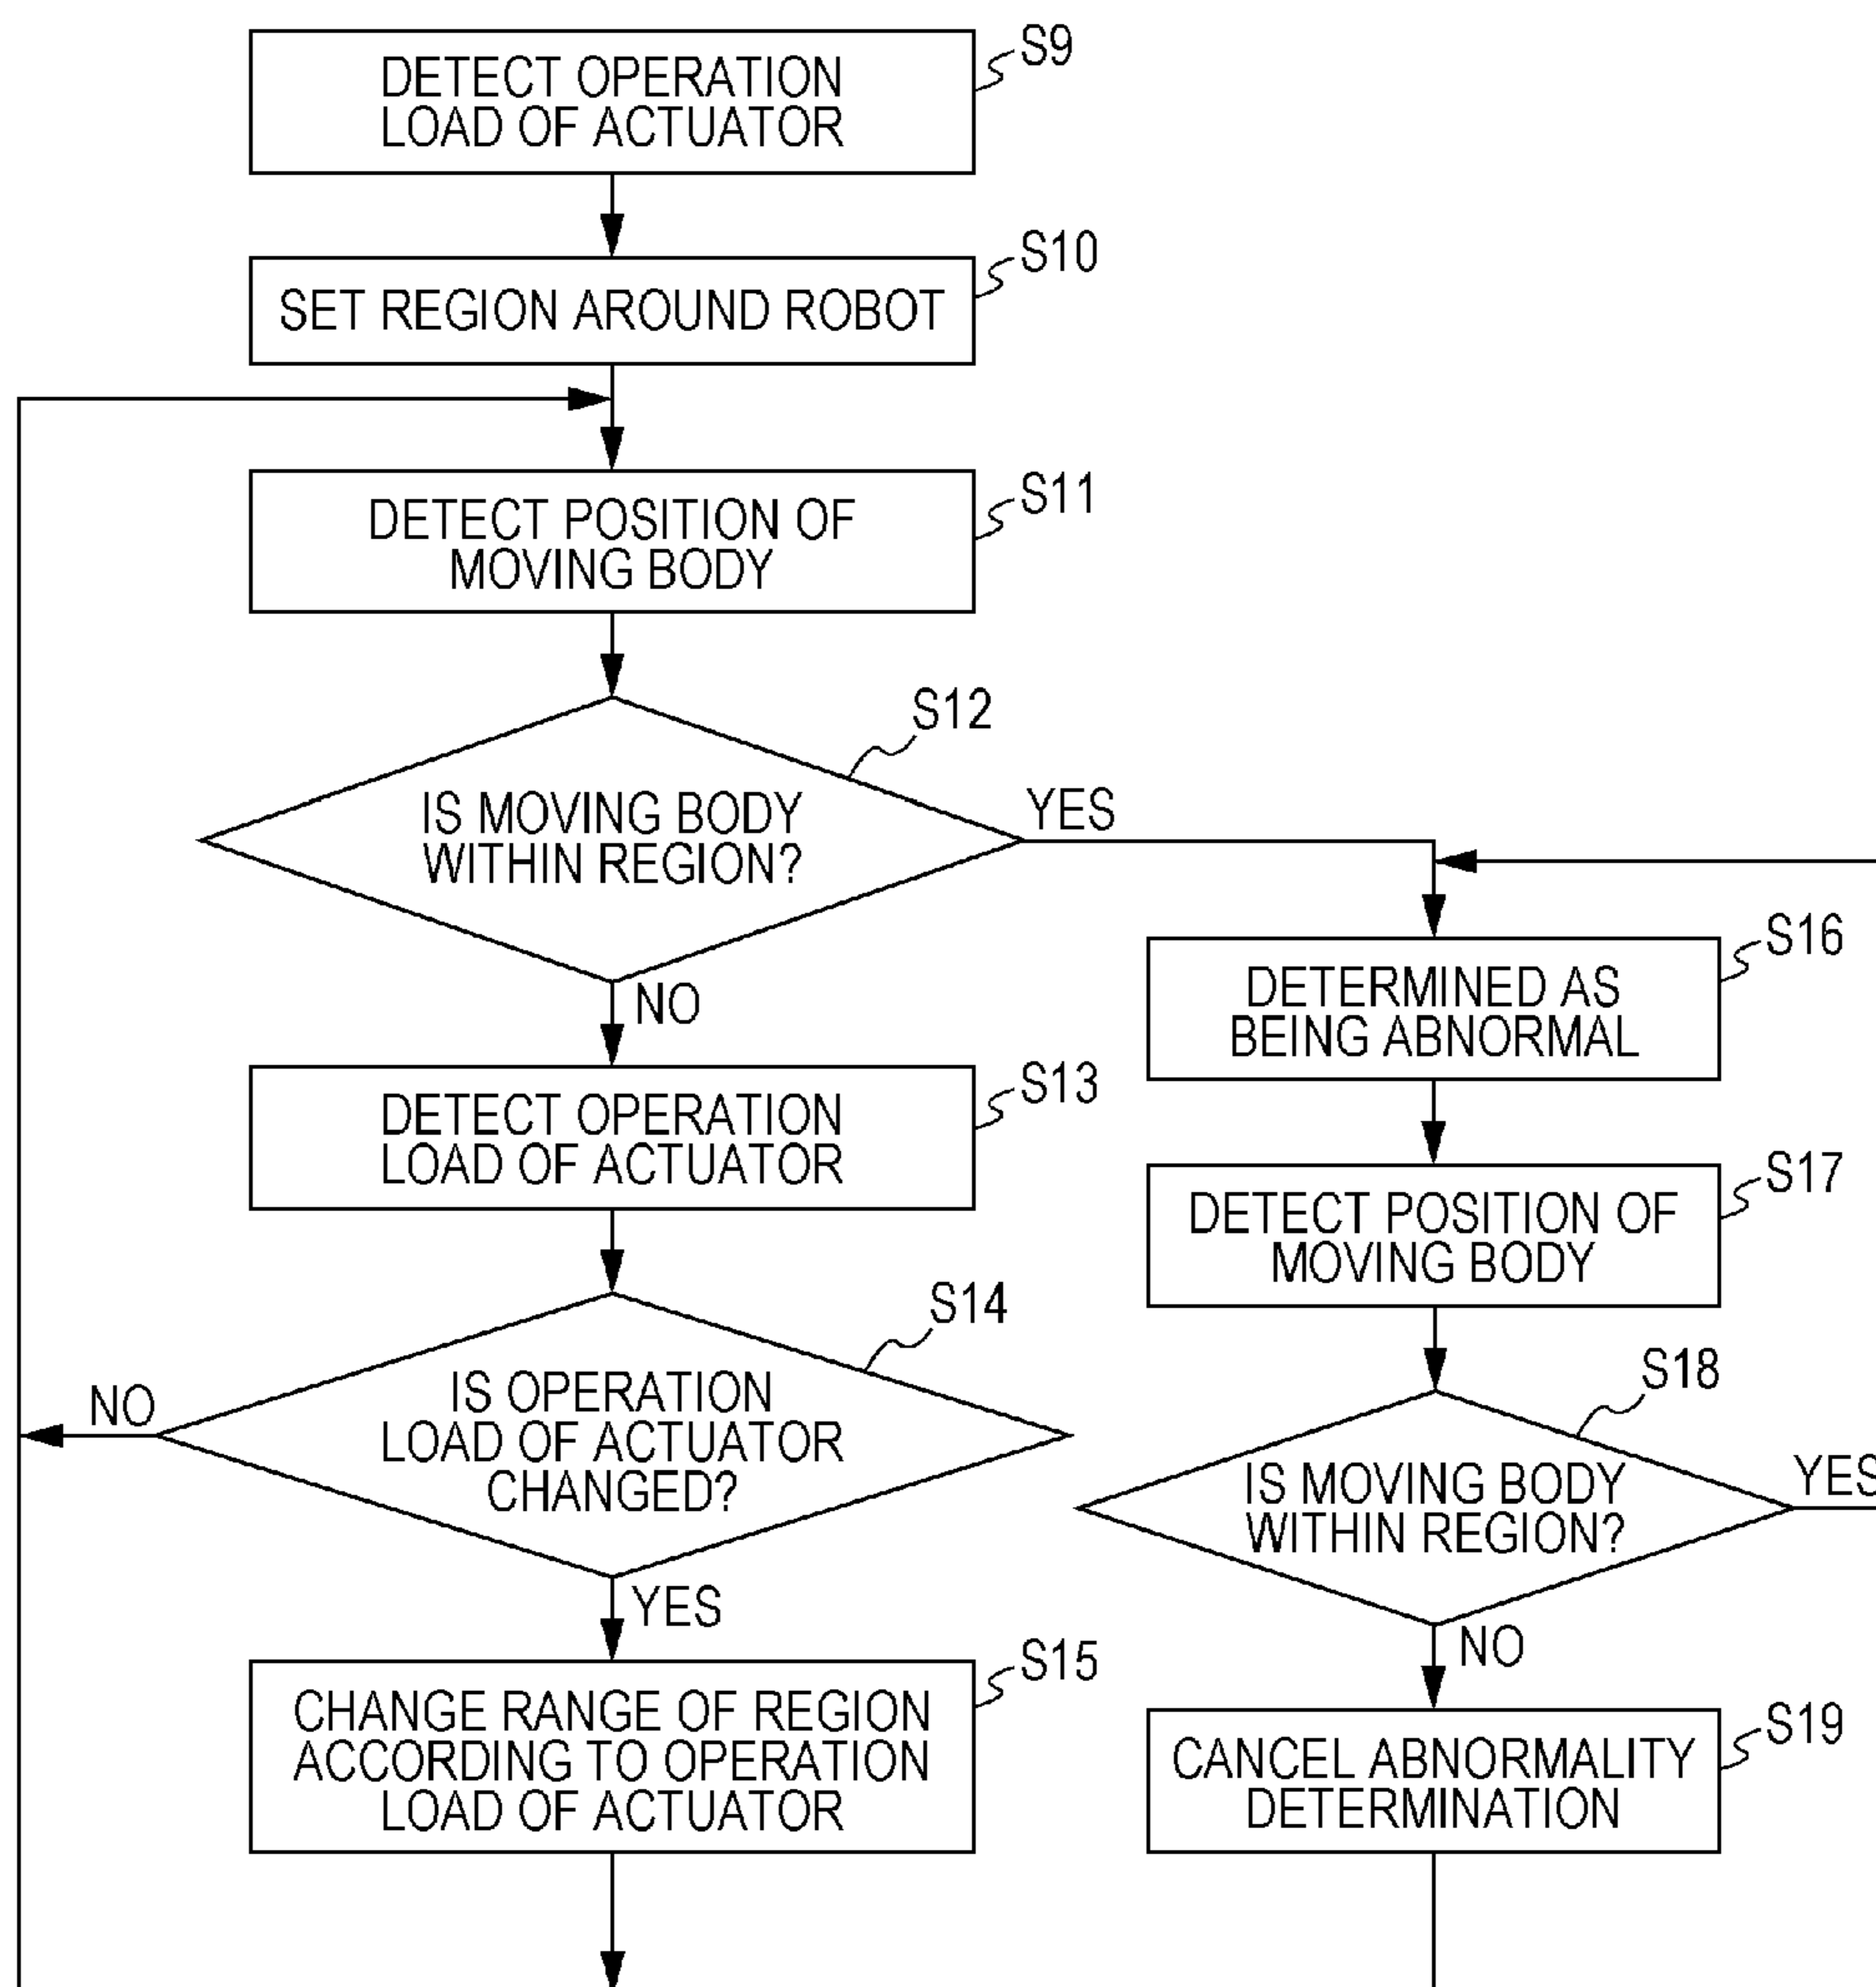 DETECT OPERATION
LOAD OF ACTUATOR
S9
SET REGION AROUND ROBOT
S10
DETECT POSITION OF
MOVING BODY
S11
S12
IS MOVING BODY
WITHIN REGION?
YES
NO
DETECT OPERATION
LOAD OF ACTUATOR
S13
S14
IS OPERATION
LOAD OF ACTUATOR
CHANGED?
NO
YES
CHANGE RANGE OF REGION
ACCORDING TO OPERATION
LOAD OF ACTUATOR
S15
S16
DETERMINED AS
BEING ABNORMAL
S17
DETECT POSITION OF
MOVING BODY
S18
IS MOVING BODY
WITHIN REGION?
YES
NO
S19
CANCEL ABNORMALITY
DETERMINATION